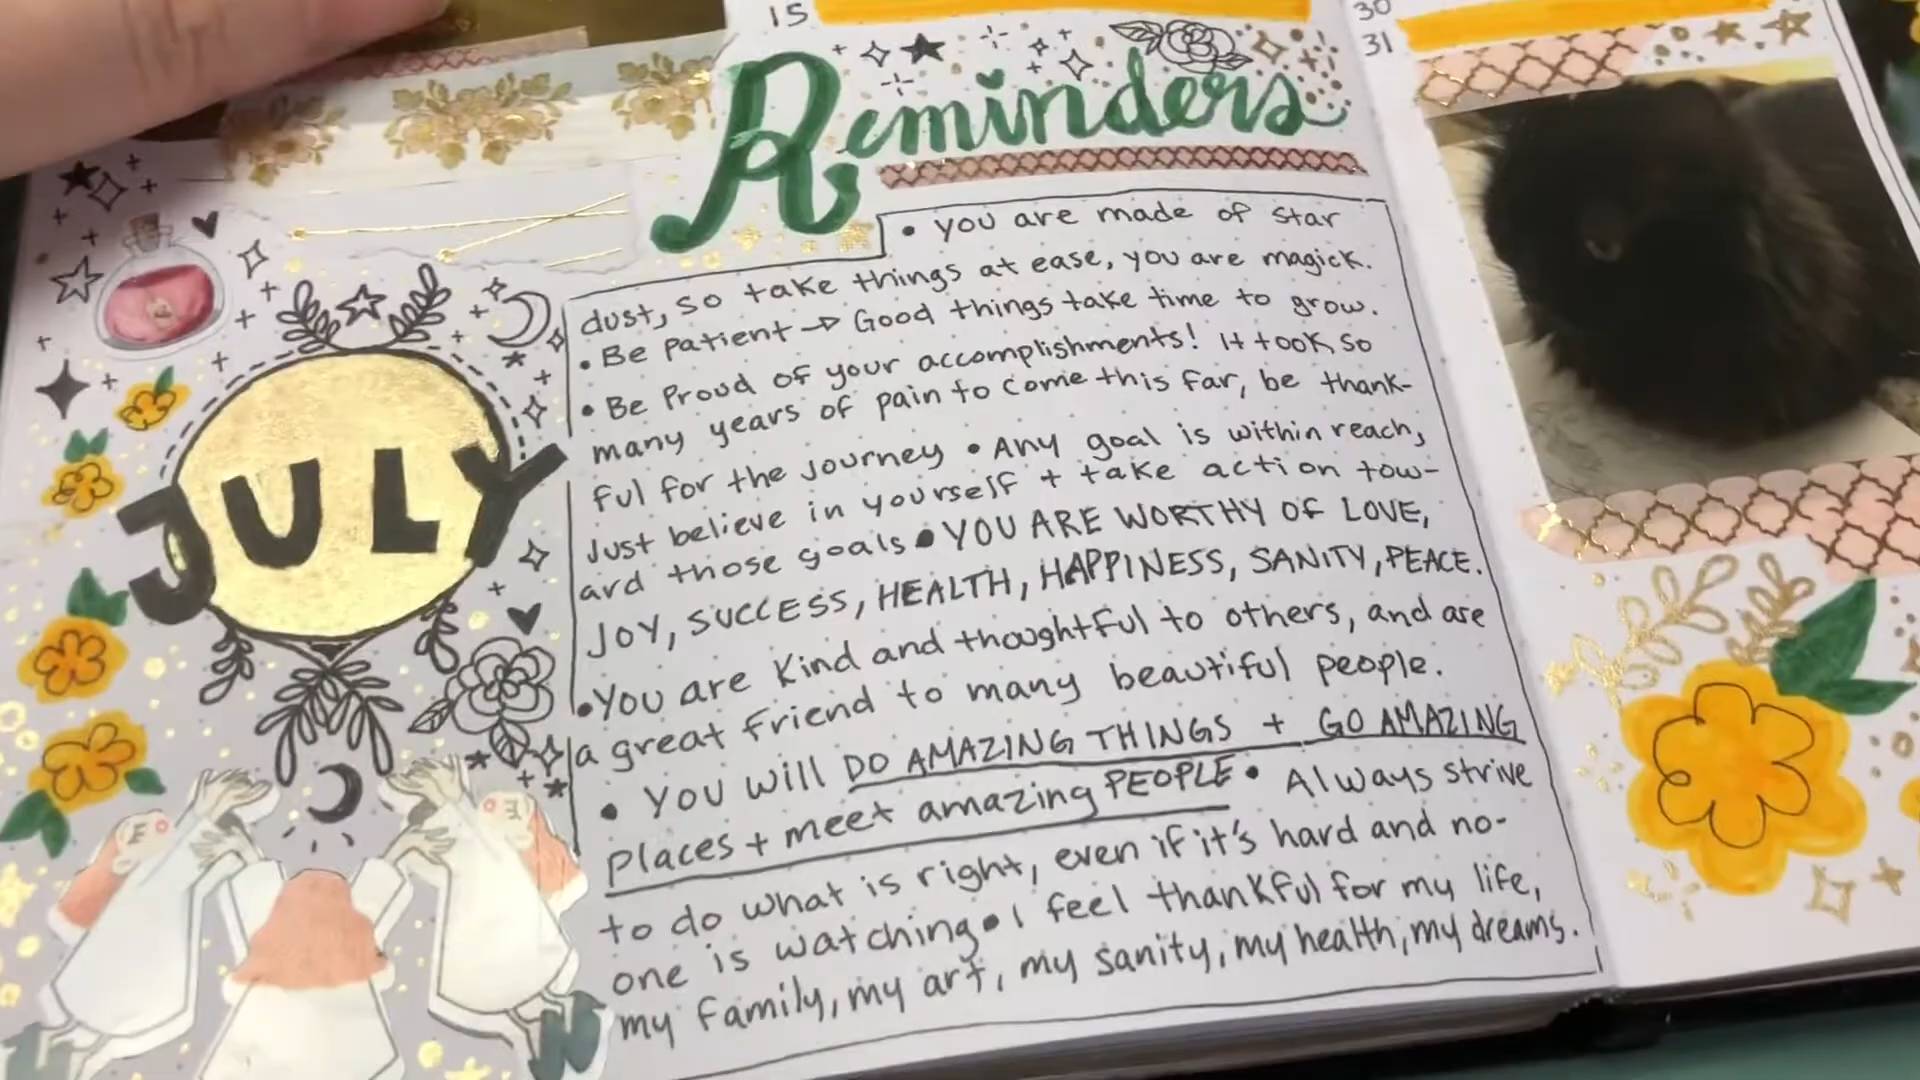 15
30
31
Reminders
JULY
• you are made of star
dust, so take things at ease, you are magick.
• Be Patient → Good things take time to grow.
• Be Proud of your accomplishments! It took so
many years of pain to come this far, be thank-
ful for the journey • Any goal is within reach,
just believe in yourself + take action tow-
ard those goals • YOU ARE WORTHY OF LOVE,
JOY, SUCCESS, HEALTH, HAPPINESS, SANITY, PEACE.
• You are kind and thoughtful to others, and are
a great friend to many beautiful people.
• You will DO AMAZING THINGS + GO AMAZING
places + meet amazing PEOPLE • Always strive
to do what is right, even if it's hard and no-
one is watching • I feel thankful for my life,
my family, my art, my sanity, my health, my dreams.